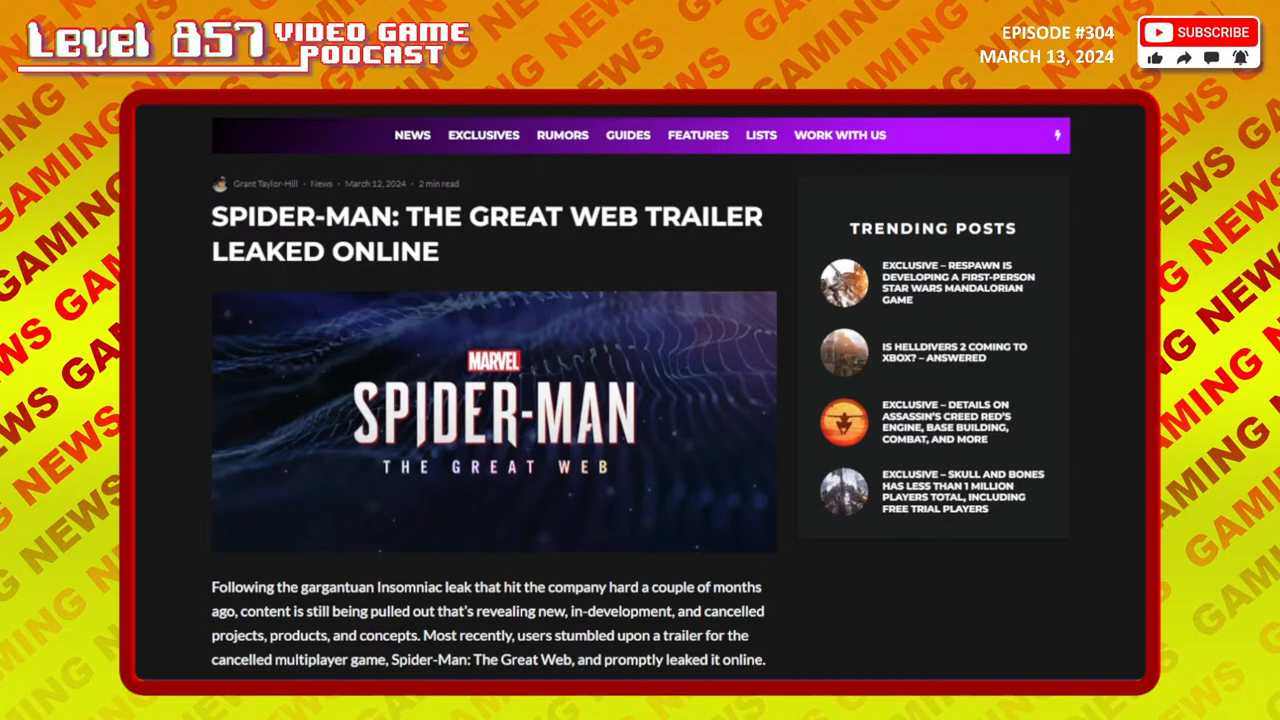 Level 857 VIDEO GAME
PODCAST
EPISODE #304
MARCH 13, 2024
SUBSCRIBE
NEWS EXCLUSIVES RUMORS GUIDES FEATURES LISTS WORK WITH US
Grant Taylor-Hill · News · March 12, 2024 · 2 min read
SPIDER-MAN: THE GREAT WEB TRAILER
LEAKED ONLINE
MARVEL
SPIDER-MAN
THE GREAT WEB
Following the gargantuan Insomniac leak that hit the company hard a couple of months
ago, content is still being pulled out that's revealing new, in-development, and cancelled
projects, products, and concepts. Most recently, users stumbled upon a trailer for the
cancelled multiplayer game, Spider-Man: The Great Web, and promptly leaked it online.
TRENDING POSTS
EXCLUSIVE – RESPAWN IS
DEVELOPING A FIRST-PERSON
STAR WARS MANDALORIAN
GAME
IS HELLDIVERS 2 COMING TO
XBOX? – ANSWERED
EXCLUSIVE – DETAILS ON
ASSASSIN'S CREED RED'S
ENGINE, BASE BUILDING,
COMBAT, AND MORE
EXCLUSIVE – SKULL AND BONES
HAS LESS THAN 1 MILLION
PLAYERS TOTAL, INCLUDING
FREE TRIAL PLAYERS
GAMING NEWS